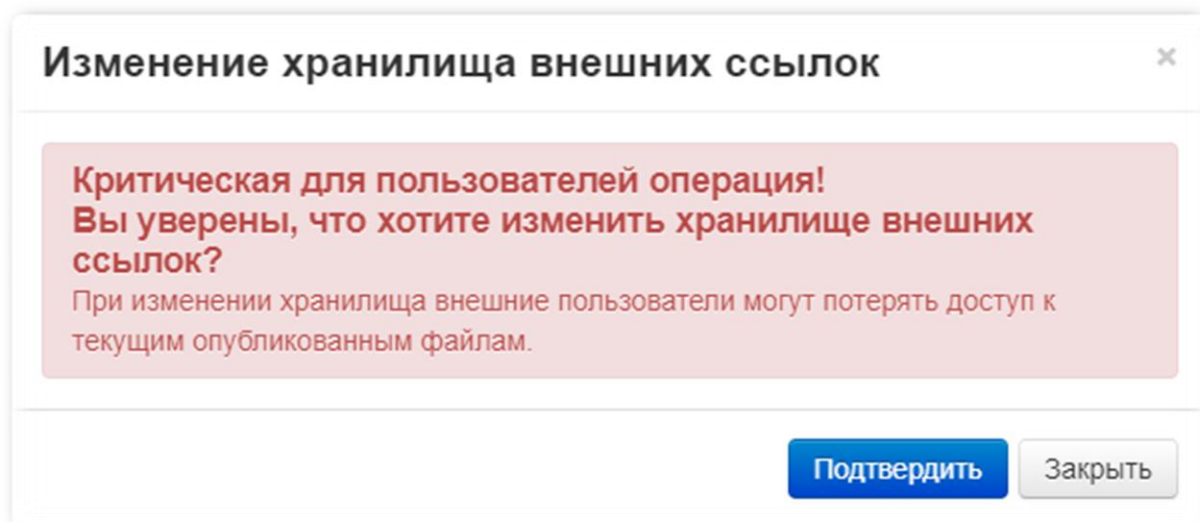 Изменение хранилища внешних ссылок
×
Критическая для пользователей операция!
Вы уверены, что хотите изменить хранилище внешних
ссылок?
При изменении хранилища внешние пользователи могут потерять доступ к
текущим опубликованным файлам.
Подтвердить
Закрыть